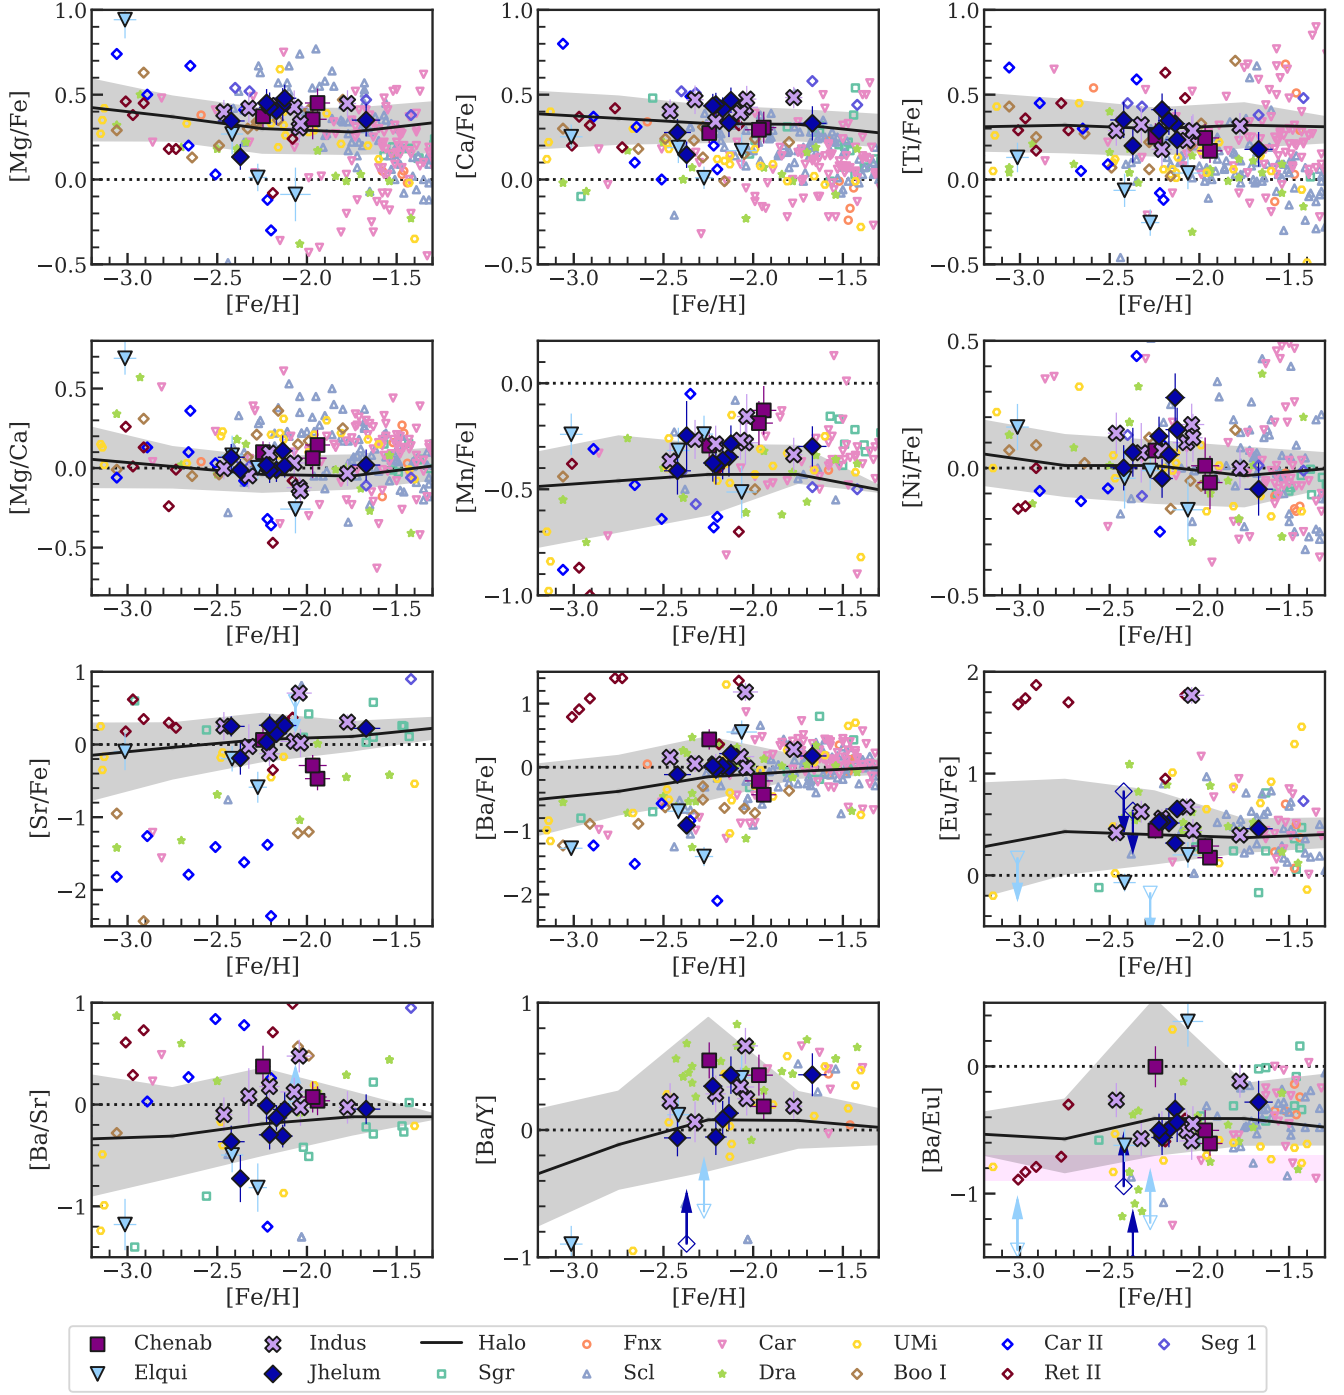 1.0
0.5
0.0
−0.5
[Mg/Fe]
−3.0 −2.5 −2.0 −1.5
[Fe/H]
1.0
0.5
0.0
−0.5
[Ca/Fe]
−3.0 −2.5 −2.0 −1.5
[Fe/H]
1.0
0.5
0.0
−0.5
[Ti/Fe]
−3.0 −2.5 −2.0 −1.5
[Fe/H]
0.5
0.0
−0.5
[Mg/Ca]
−3.0 −2.5 −2.0 −1.5
[Fe/H]
0.0
−0.5
−1.0
[Mn/Fe]
−3.0 −2.5 −2.0 −1.5
[Fe/H]
0.5
0.0
−0.5
[Ni/Fe]
−3.0 −2.5 −2.0 −1.5
[Fe/H]
1
0
−1
−2
[Sr/Fe]
−3.0 −2.5 −2.0 −1.5
[Fe/H]
1
0
−1
−2
[Ba/Fe]
−3.0 −2.5 −2.0 −1.5
[Fe/H]
2
1
0
[Eu/Fe]
−3.0 −2.5 −2.0 −1.5
[Fe/H]
1
0
−1
[Ba/Sr]
−3.0 −2.5 −2.0 −1.5
[Fe/H]
1
0
−1
[Ba/Y]
−3.0 −2.5 −2.0 −1.5
[Fe/H]
0
−1
[Ba/Eu]
−3.0 −2.5 −2.0 −1.5
[Fe/H]
Chenab Indus Halo Fnx Car UMi Car II Seg 1
Elqui Jhelum Sgr Scl Dra Boo I Ret II